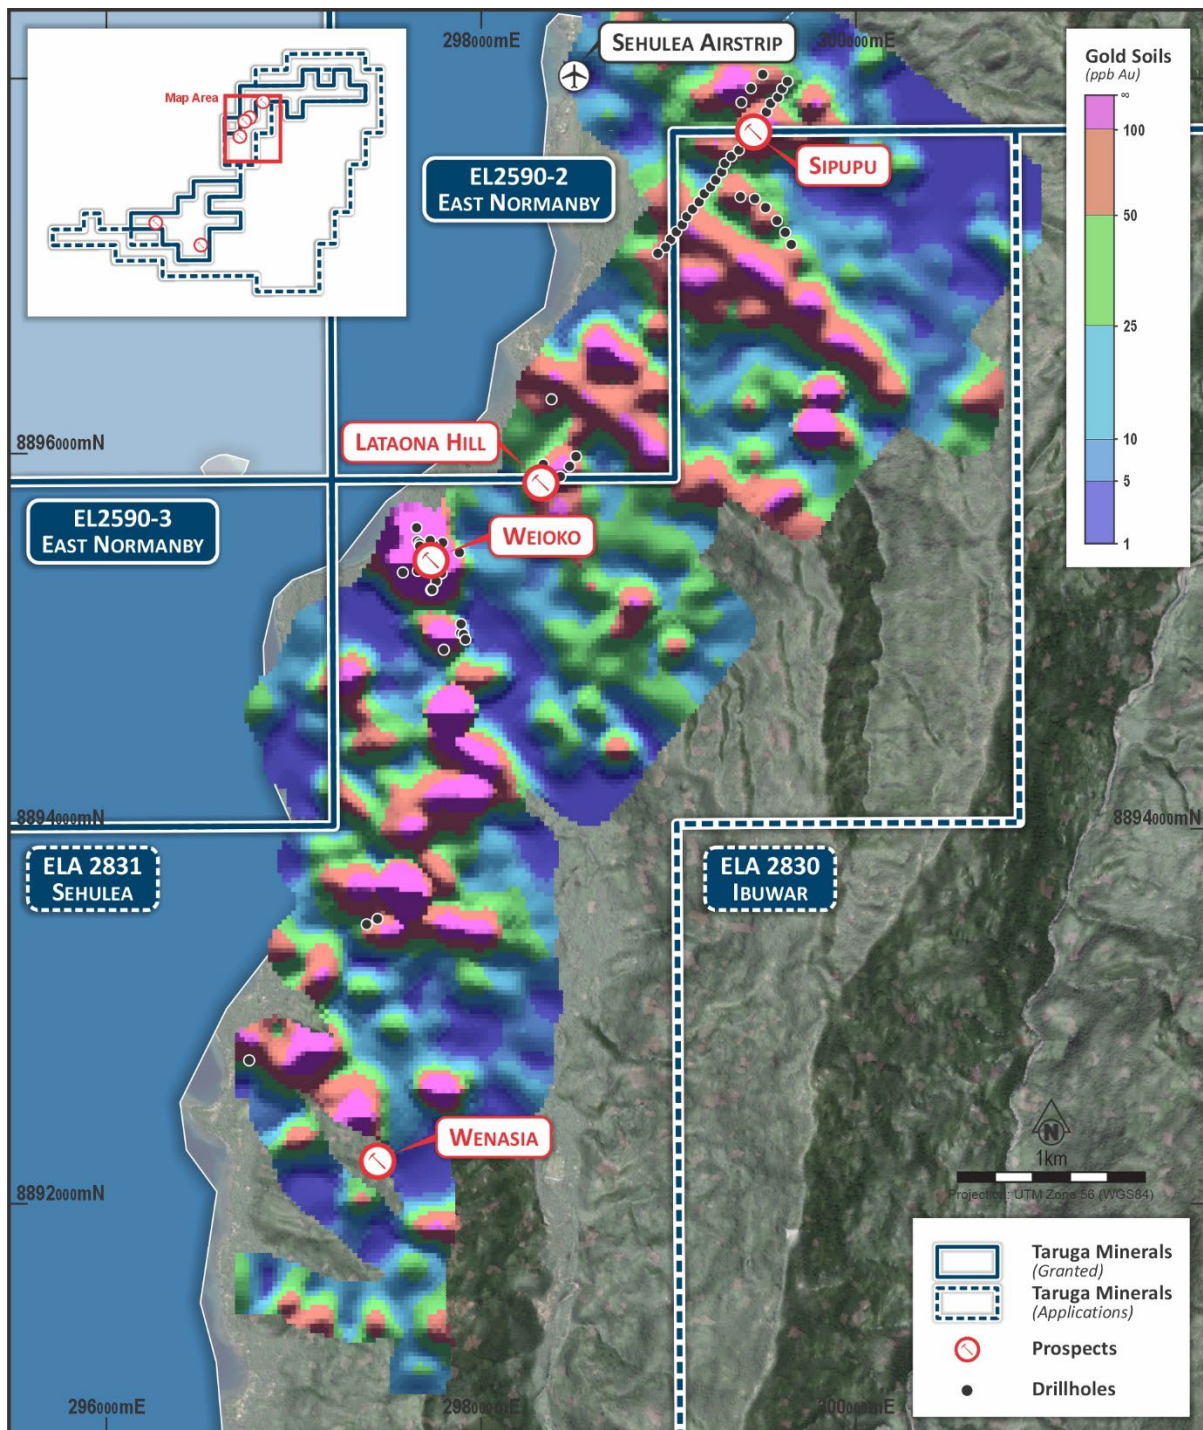 298000mE
300000mE
SEHULEA AIRSTRIP
Map Area
Gold Soils
(ppb Au)
∞
100
50
25
10
5
1
EL2590-2
EAST NORMANBY
SIPUPU
8896000mN
LATAONA HILL
EL2590-3
EAST NORMANBY
WEIOKO
8894000mN
8894000mN
ELA 2831
SEHULEA
ELA 2830
IBUWAR
WENASIA
N
1km
Projection: UTM Zone 56 (WGS84)
8892000mN
Taruga Minerals
(Granted)
Taruga Minerals
(Applications)
Prospects
Drillholes
296000mE
298000mE
300000mE